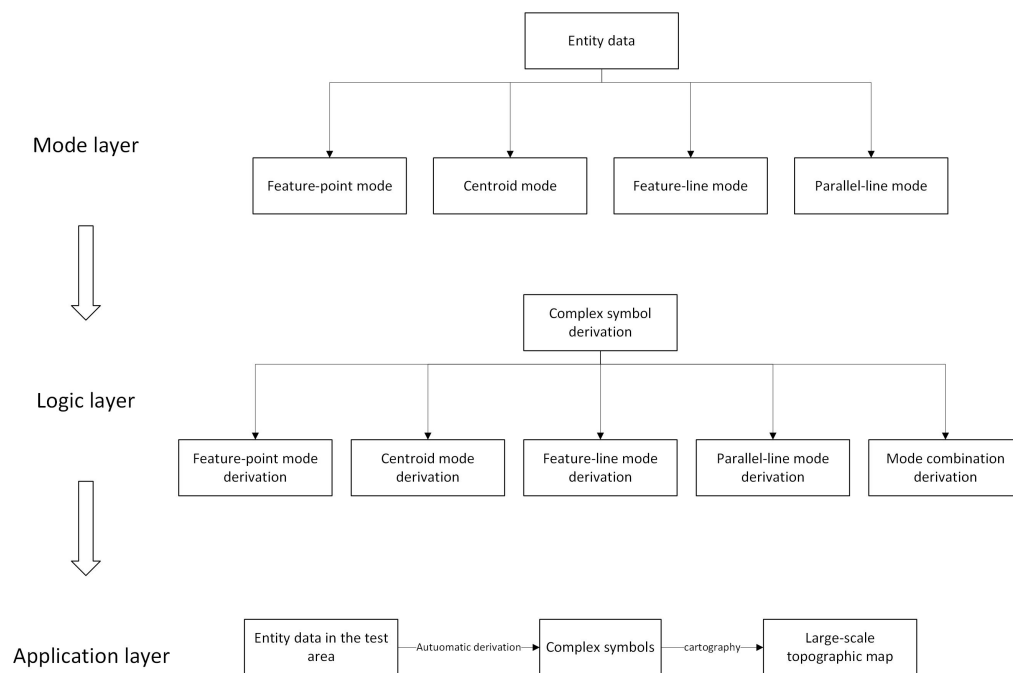 Entity data
Mode layer
Feature-point mode
Centroid mode
Feature-line mode
Parallel-line mode
Complex symbol
derivation
Logic layer
Feature-point mode
derivation
Centroid mode
derivation
Feature-line mode
derivation
Parallel-line mode
derivation
Mode combination
derivation
Application layer
Entity data in the test
area
Autuomatic derivation
Complex symbols
cartography
Large-scale
topographic map